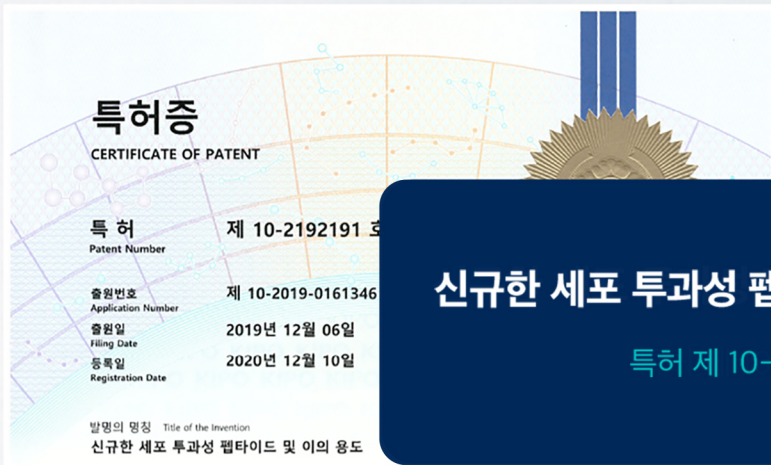 특허증
CERTIFICATE OF PATENT
특 허
Patent Number
제 10-2192191
출원번호
Application Number
제 10-2019-0161346
출원일
Filing Date
2019년 12월 06일
등록일
Registration Date
2020년 12월 10일
발명의 명칭 Title of the Invention
신규한 세포 투과성 펩타이드 및 이의 용도
신규한 세포 투과성
특허 제 10-